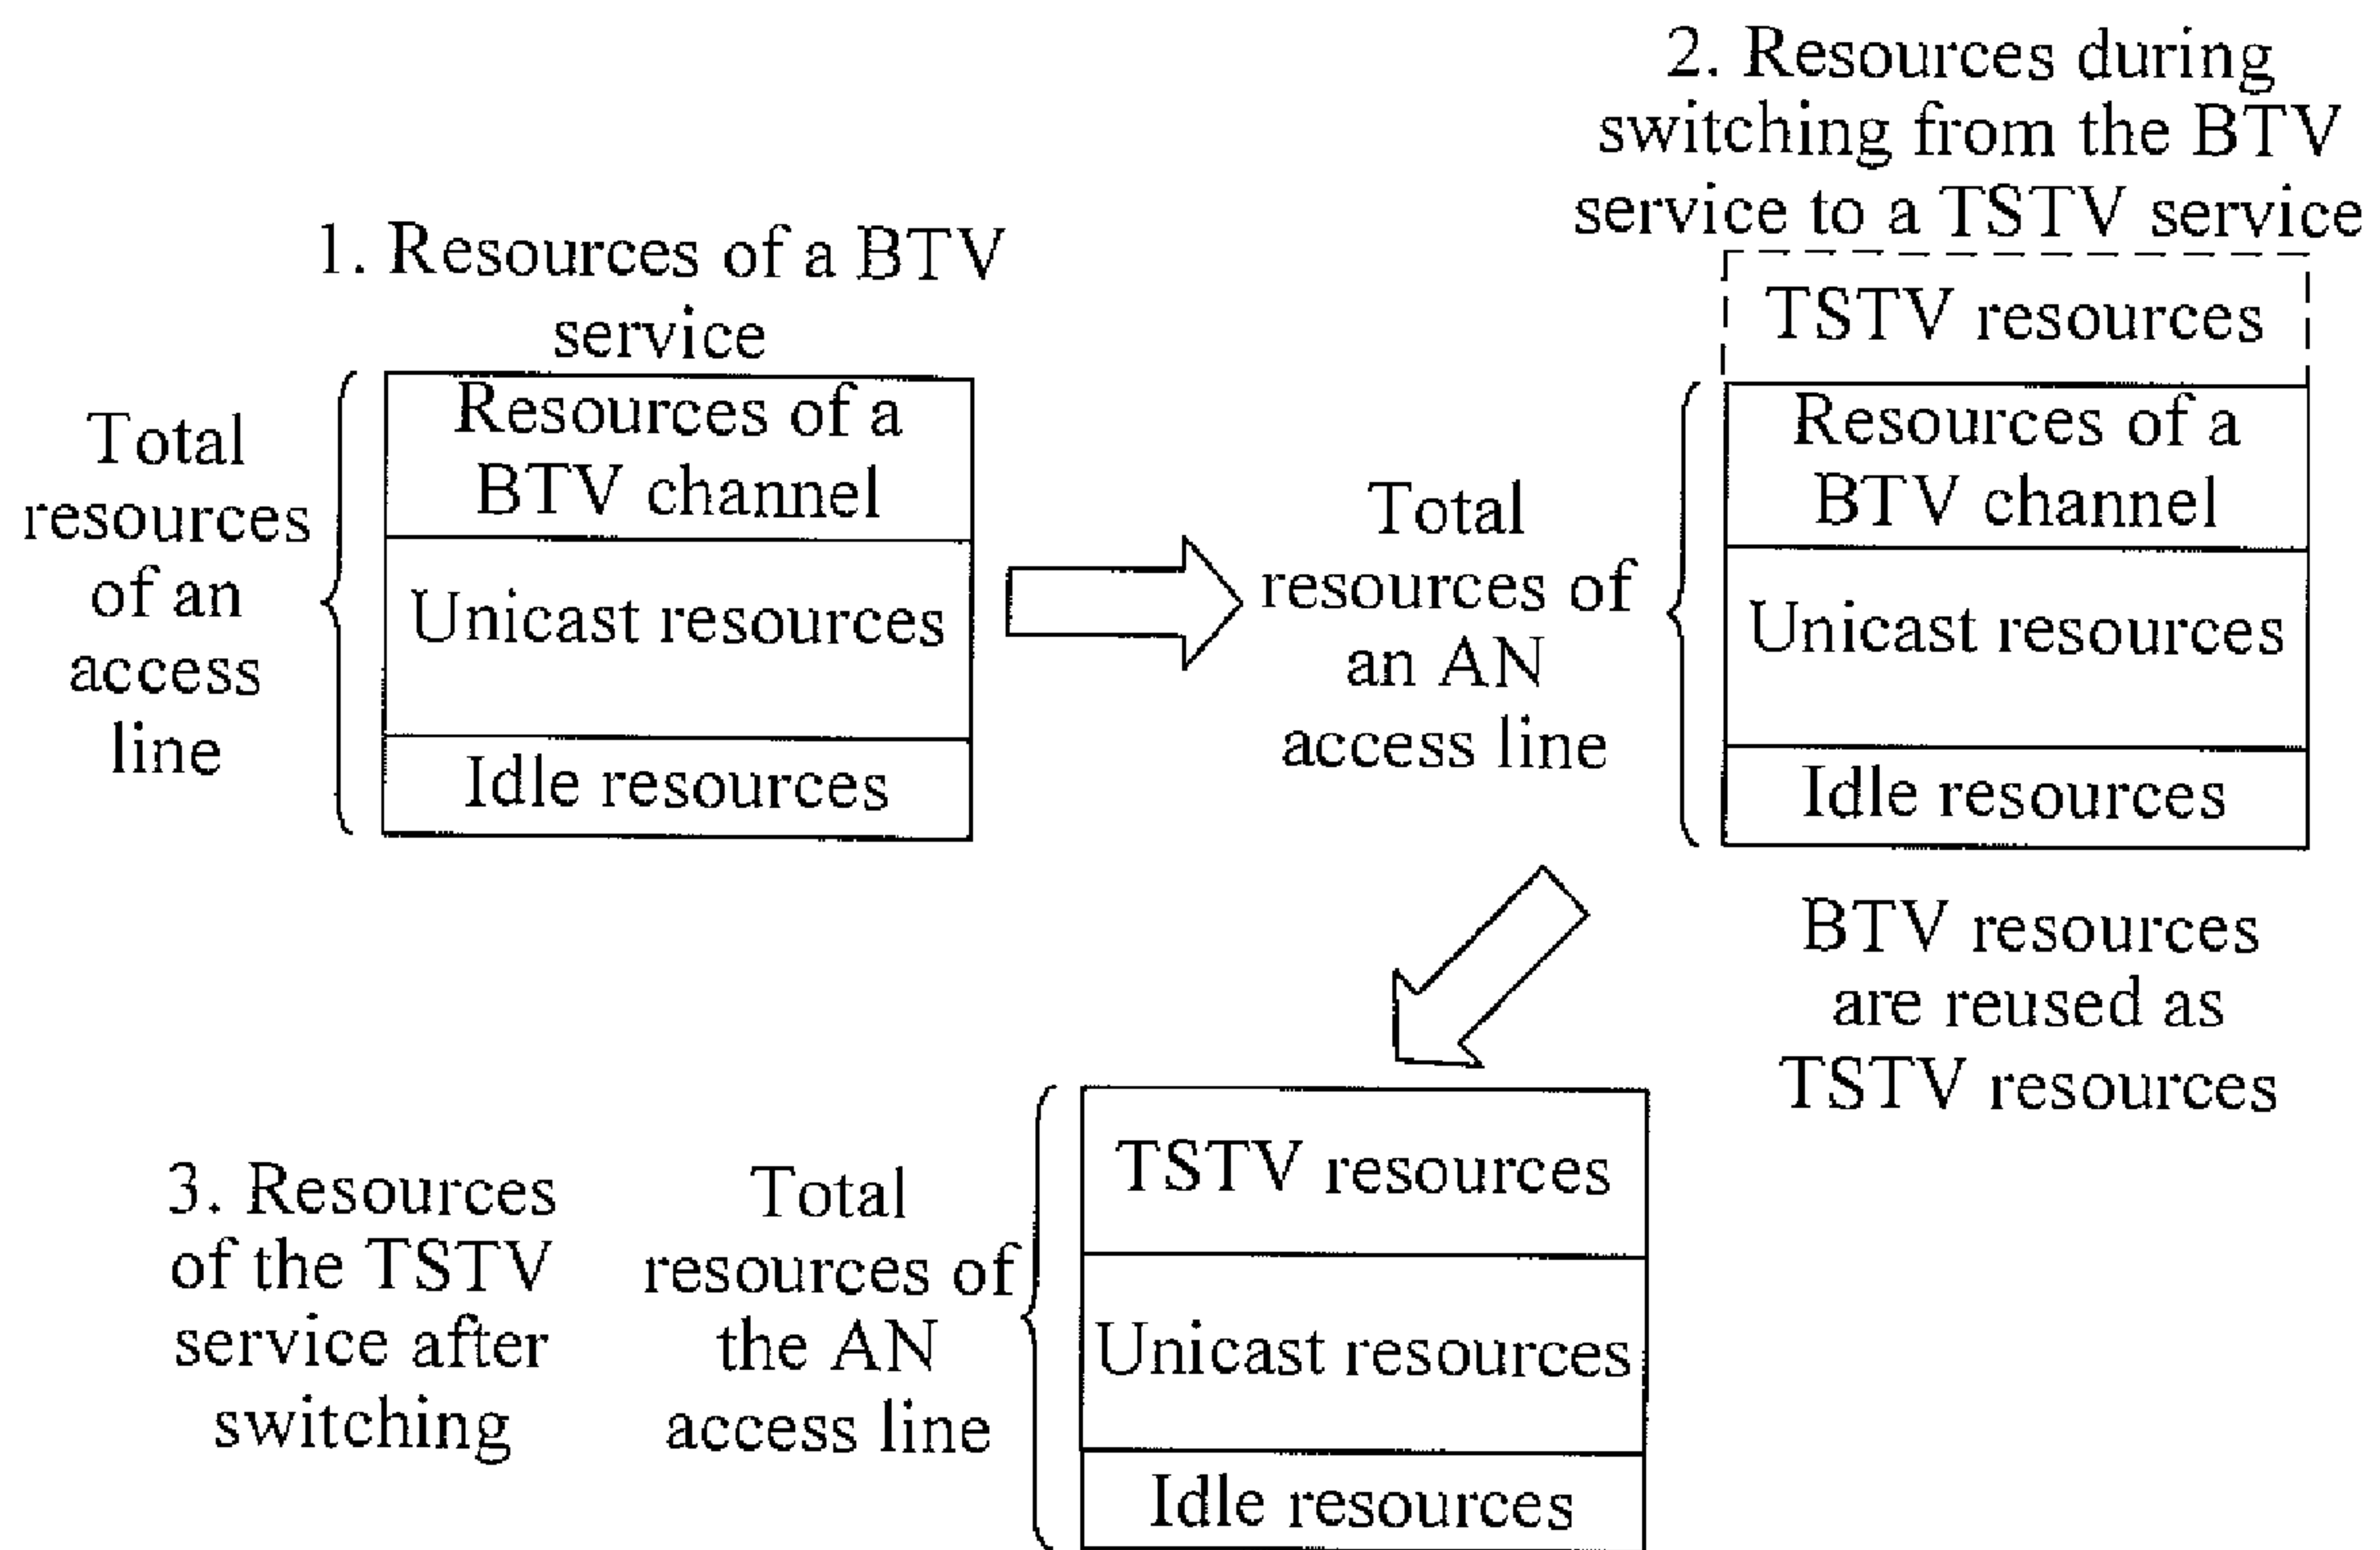 1. Resources of a BTV
service
Total
resources
of an
access
line
Resources of a
BTV channel
Unicast resources
Idle resources
2. Resources during
switching from the BTV
service to a TSTV service
TSTV resources
Total
resources of
an AN
access line
Resources of a
BTV channel
Unicast resources
Idle resources
BTV resources
are reused as
TSTV resources
3. Resources
of the TSTV
service after
switching
Total
resources of
the AN
access line
TSTV resources
Unicast resources
Idle resources